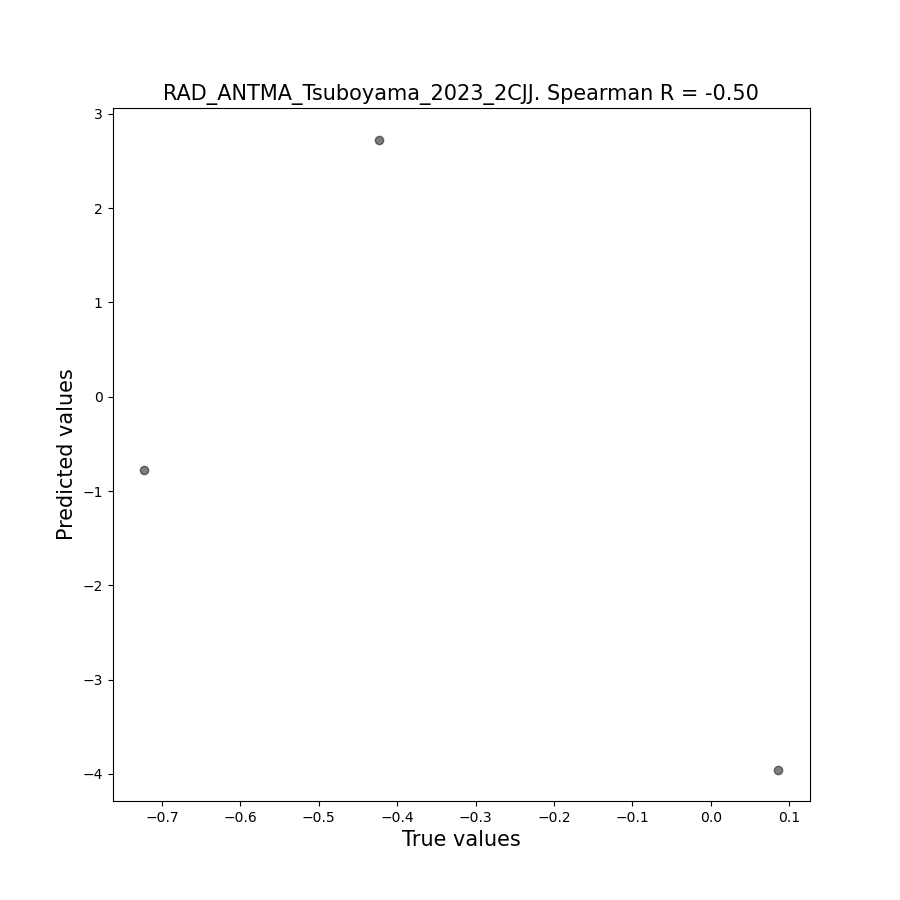 RAD_ANTMA_Tsuboyama_2023_2CJJ. Spearman R = -0.50
3
2
1
0
−1
−2
−3
−4
Predicted values
−0.7 −0.6 −0.5 −0.4 −0.3 −0.2 −0.1 0.0 0.1
True values